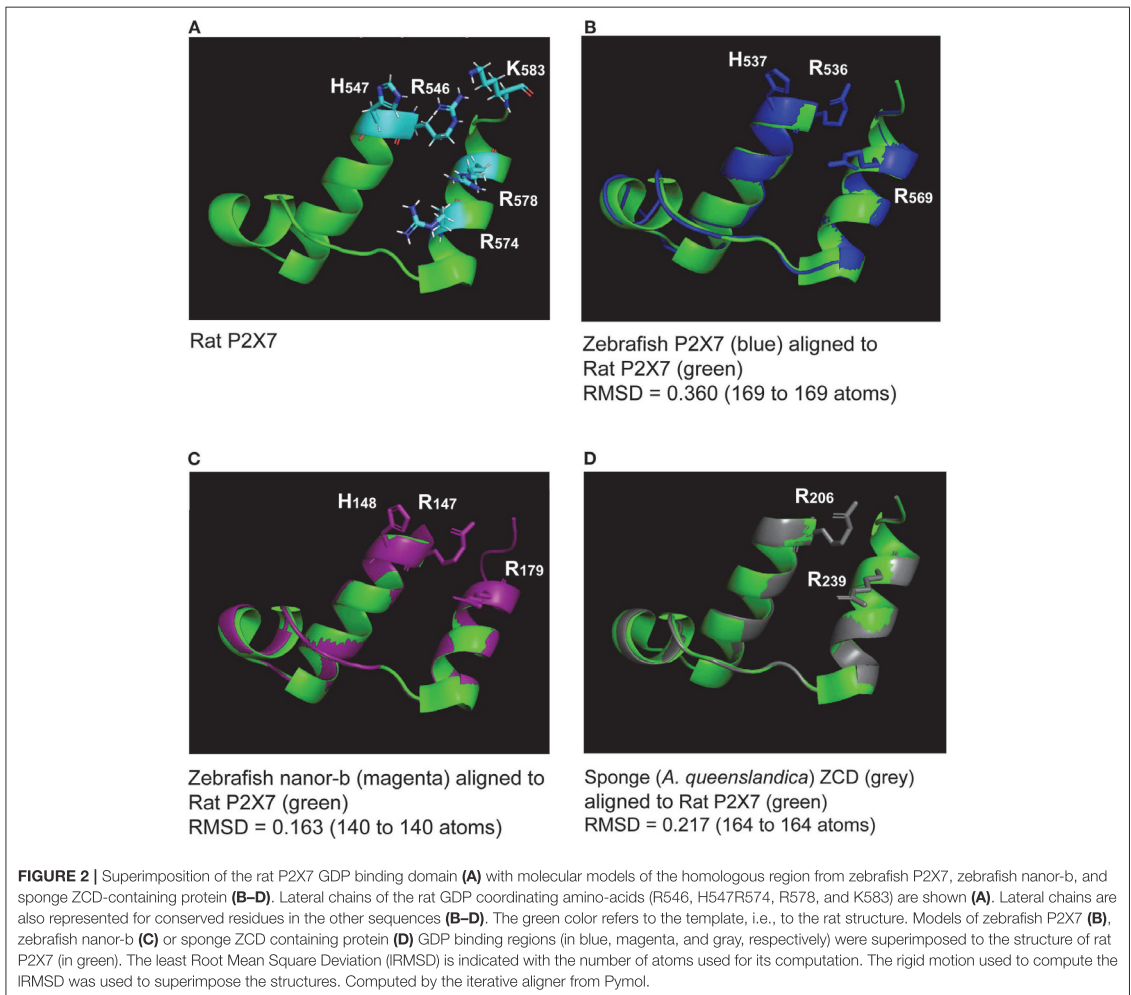 A
H547
R546
K583
R578
R574
Rat P2X7
B
H537
R536
R569
Zebrafish P2X7 (blue) aligned to
Rat P2X7 (green)
RMSD = 0.360 (169 to 169 atoms)
C
H148
R147
R179
Zebrafish nanor-b (magenta) aligned to
Rat P2X7 (green)
RMSD = 0.163 (140 to 140 atoms)
D
R206
R239
Sponge (A. queenslandica) ZCD (grey)
aligned to Rat P2X7 (green)
RMSD = 0.217 (164 to 164 atoms)
FIGURE 2 | Superimposition of the rat P2X7 GDP binding domain (A) with molecular models of the homologous region from zebrafish P2X7, zebrafish nanor-b, and
sponge ZCD-containing protein (B–D). Lateral chains of the rat GDP coordinating amino-acids (R546, H547R574, R578, and K583) are shown (A). Lateral chains are
also represented for conserved residues in the other sequences (B–D). The green color refers to the template, i.e., to the rat structure. Models of zebrafish P2X7 (B),
zebrafish nanor-b (C) or sponge ZCD containing protein (D) GDP binding regions (in blue, magenta, and gray, respectively) were superimposed to the structure of rat
P2X7 (in green). The least Root Mean Square Deviation (lRMSD) is indicated with the number of atoms used for its computation. The rigid motion used to compute the
lRMSD was used to superimpose the structures. Computed by the iterative aligner from Pymol.